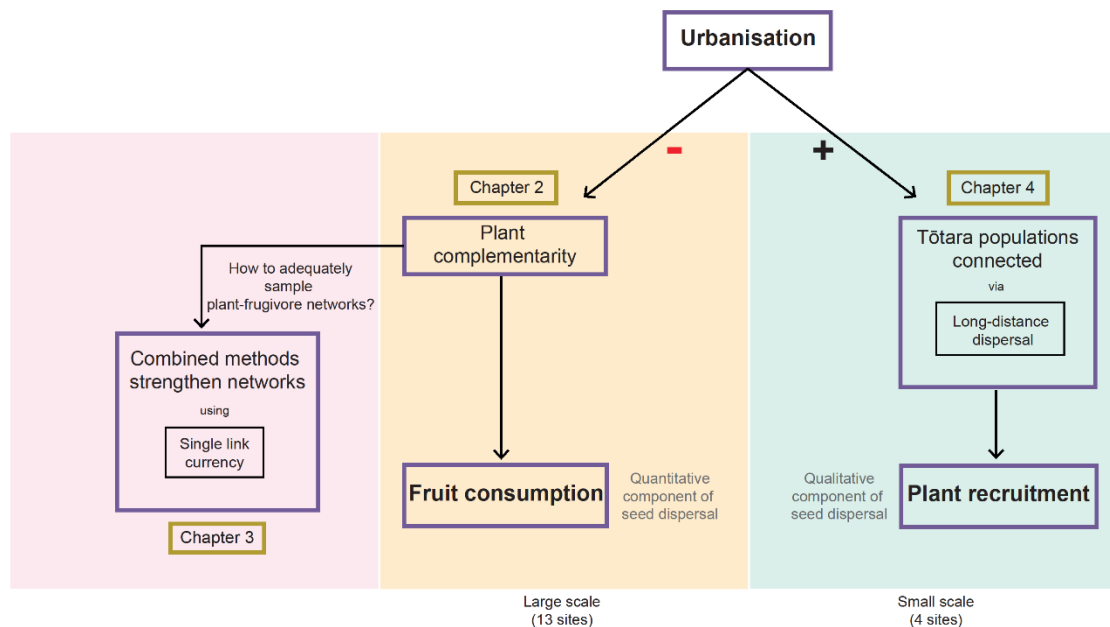 Urbanisation
-
+
Chapter 2
Plant
complementarity
How to adequately
sample
plant-frugivore networks?
Combined methods
strengthen networks
using
Single link
currency
Chapter 3
Fruit consumption
Quantitative
component of
seed dispersal
Chapter 4
Tōtara populations
connected
via
Long-distance
dispersal
Qualitative
component of
seed dispersal
Plant recruitment
Large scale
(13 sites)
Small scale
(4 sites)